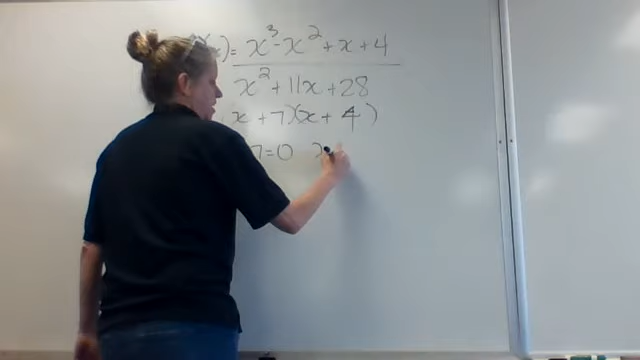 x) = x³ - x² + x + 4
x² + 11x + 28
x + 7)(x + 4)
7=0 x